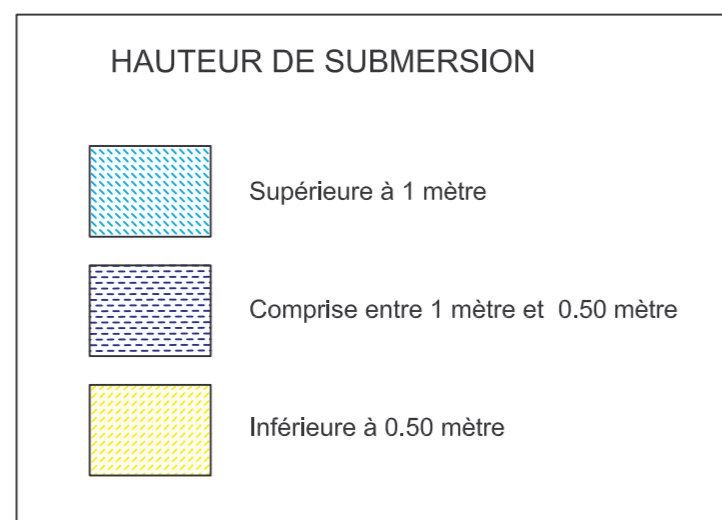 HAUTEUR DE SUBMERSION
Supérieure à 1 mètre
Comprise entre 1 mètre et 0.50 mètre
Inférieure à 0.50 mètre